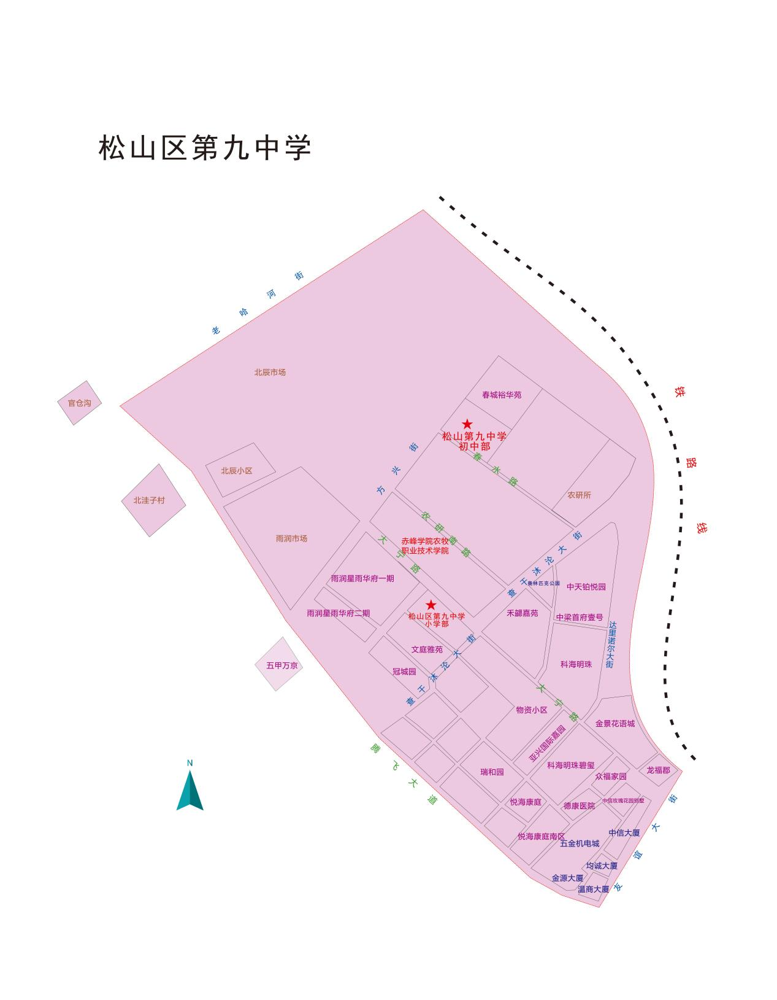 松山区第九中学
老哈河街
铁路线
北辰市场
官仓沟
春城裕华苑
松山第九中学
初中部
方兴街
春水路
北辰小区
北洼子村
农研所
农研南路
雨润市场
赤峰学院农牧
职业技术学院
大宁路
查干沐沦大街
雨润星雨华府一期
奥林匹克公园
中天铂悦园
雨润星雨华府二期
松山区第九中学
小学部
禾勰嘉苑
中梁首府壹号
达里诺尔大街
文庭雅苑
五甲万京
冠城园
科海明珠
查干沐沦大街
大宁路
物资小区
金景花语城
亚兴国际嘉园
腾飞大道
科海明珠碧玺
瑞和园
众福家园
龙福郡
N
悦海康庭
德康医院
中信玫瑰花园别墅
悦海康庭南区
五金机电城
中信大厦
均诚大厦
金源大厦
温商大厦
友谊大街